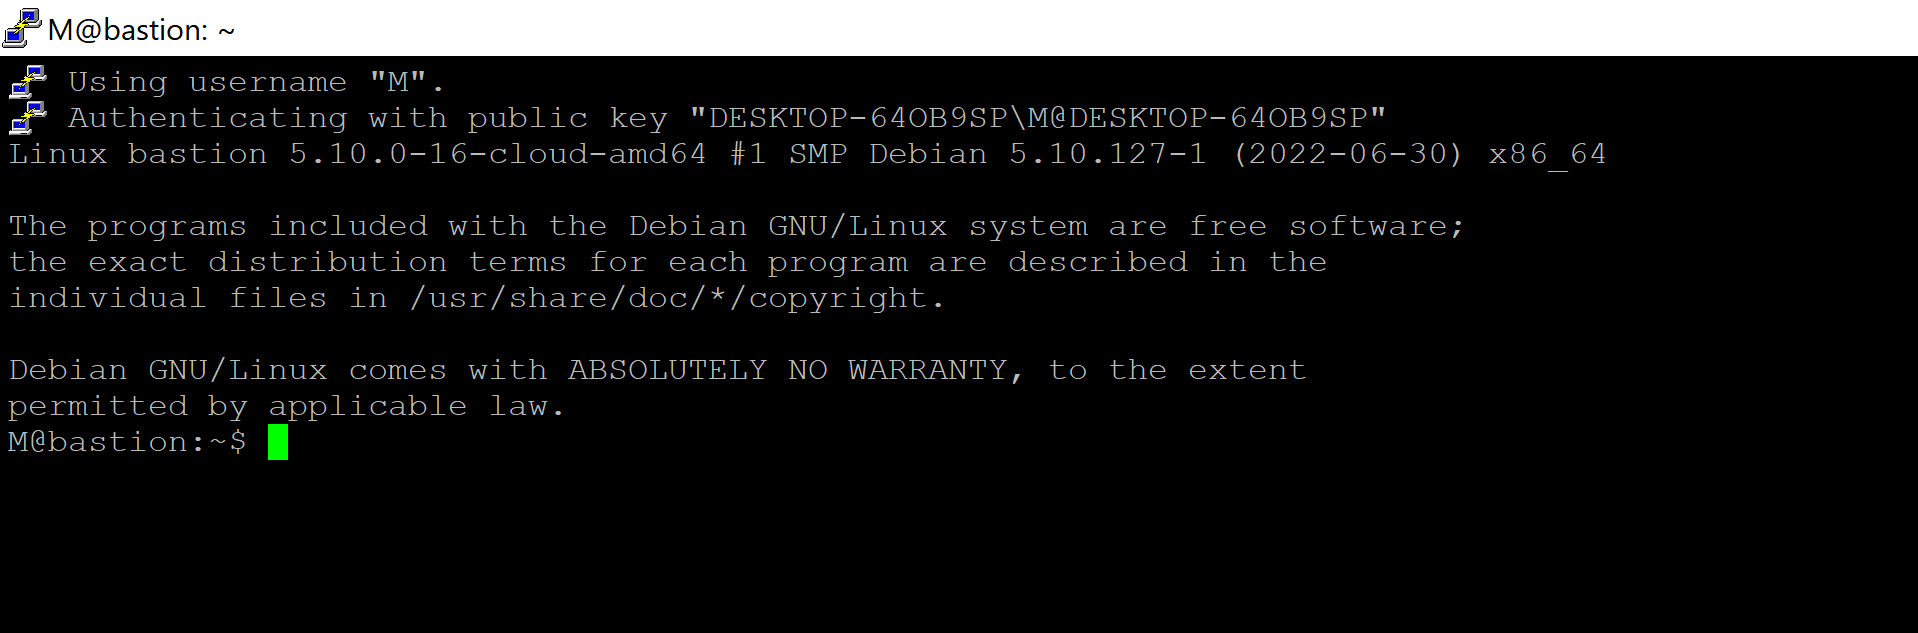 M@bastion: ~
Using username "M".
Authenticating with public key "DESKTOP-64OB9SP\M@DESKTOP-64OB9SP"
Linux bastion 5.10.0-16-cloud-amd64 #1 SMP Debian 5.10.127-1 (2022-06-30) x86_64
The programs included with the Debian GNU/Linux system are free software;
the exact distribution terms for each program are described in the
individual files in /usr/share/doc/*/copyright.
Debian GNU/Linux comes with ABSOLUTELY NO WARRANTY, to the extent
permitted by applicable law.
M@bastion:~$